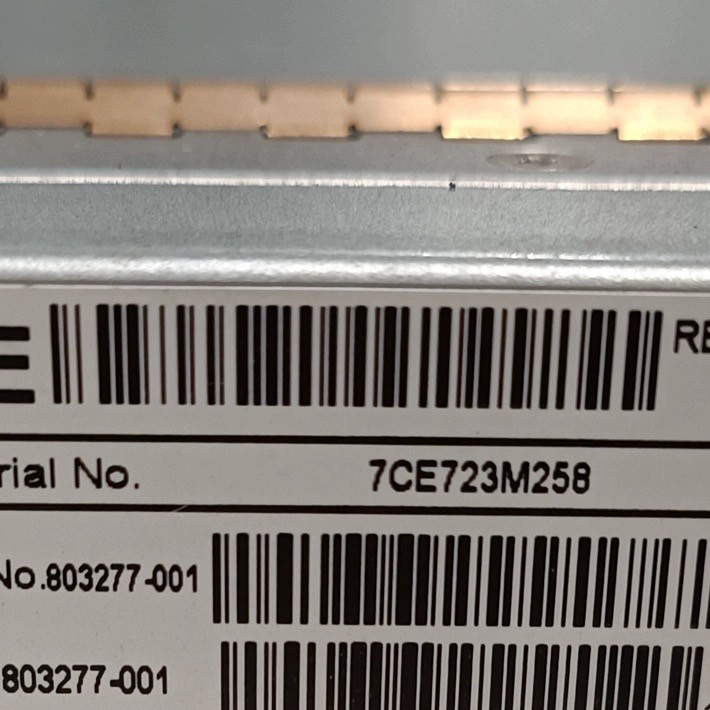 E RE
rial No. 7CE723M258
No.803277-001
803277-001